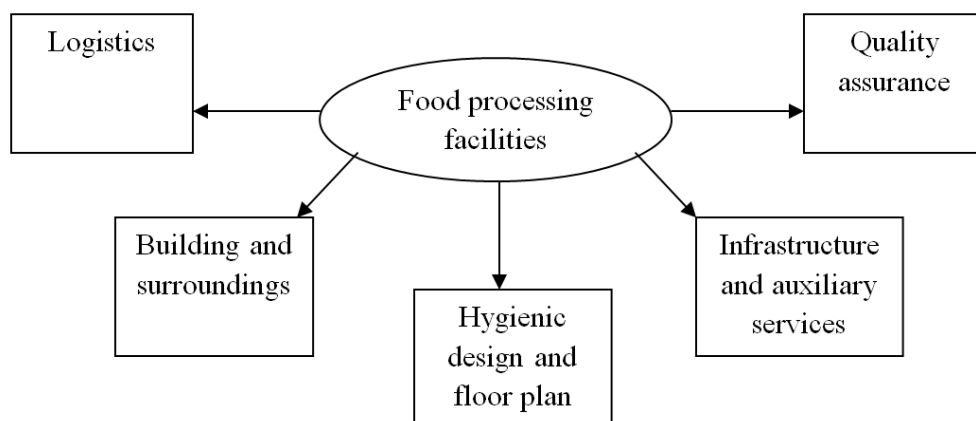 Logistics
Food processing
facilities
Quality
assurance
Building and
surroundings
Hygienic
design and
floor plan
Infrastructure
and auxiliary
services